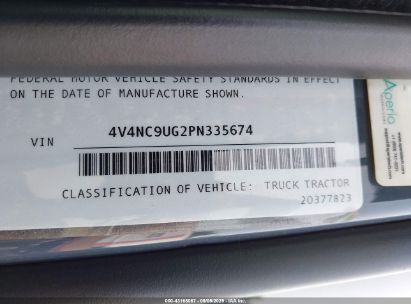 FEDERAL MOTOR VEHICLE SAFETY STANDARDS IN EFFECT
ON THE DATE OF MANUFACTURE SHOWN.
4V4NC9UG2PN335674
VIN
CLASSIFICATION OF VEHICLE: TRUCK TRACTOR
20377823
Aperio